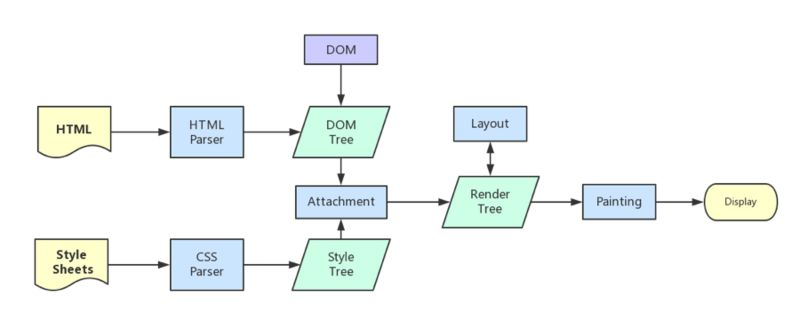 DOM
HTML
HTML
Parser
DOM
Tree
Layout
Attachment
Render
Tree
Painting
Display
Style
Sheets
CSS
Parser
Style
Tree